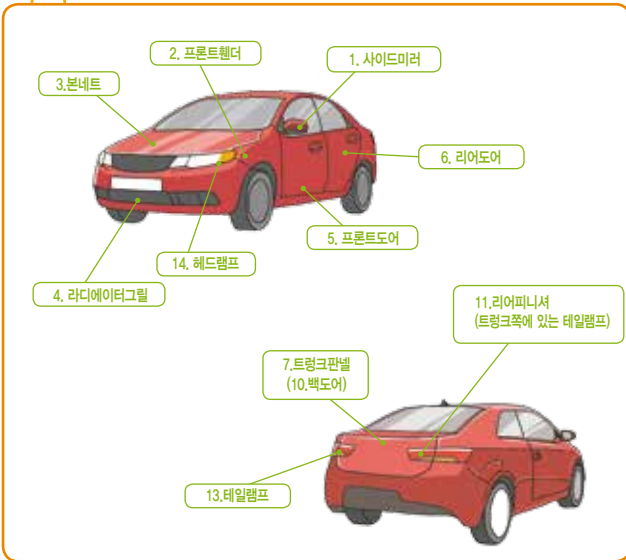 2. 프론트휀더
1. 사이드미러
3.본네트
6. 리어도어
5. 프론트도어
14. 헤드램프
4. 라디에이터그릴
11.리어피니셔
(트렁크쪽에 있는 테일램프)
7.트렁크판넬
(10.백도어)
13.테일램프